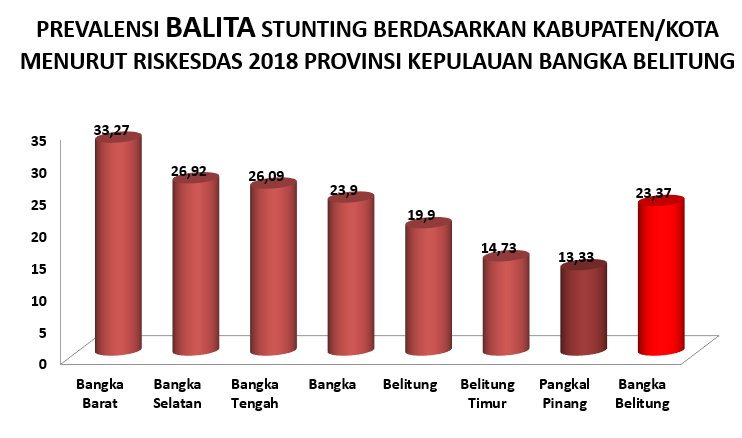 PREVALENSI BALITA STUNTING BERDASARKAN KABUPATEN/KOTA
MENURUT RISKESDAS 2018 PROVINSI KEPULAUAN BANGKA BELITUNG
35
30
25
20
15
10
5
0
33,27
26,92
26,09
23,9
19,9
14,73
13,33
23,37
Bangka
Barat
Bangka
Selatan
Bangka
Tengah
Bangka
Belitung
Belitung
Timur
Pangkal
Pinang
Bangka
Belitung